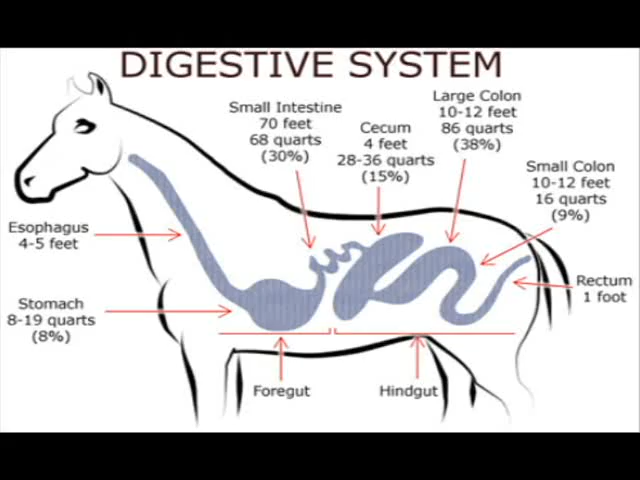 DIGESTIVE SYSTEM
Small Intestine
70 feet
68 quarts
(30%)
Cecum
4 feet
28-36 quarts
(15%)
Large Colon
10-12 feet
86 quarts
(38%)
Small Colon
10-12 feet
16 quarts
(9%)
Esophagus
4-5 feet
Stomach
8-19 quarts
(8%)
Rectum
1 foot
Foregut
Hindgut